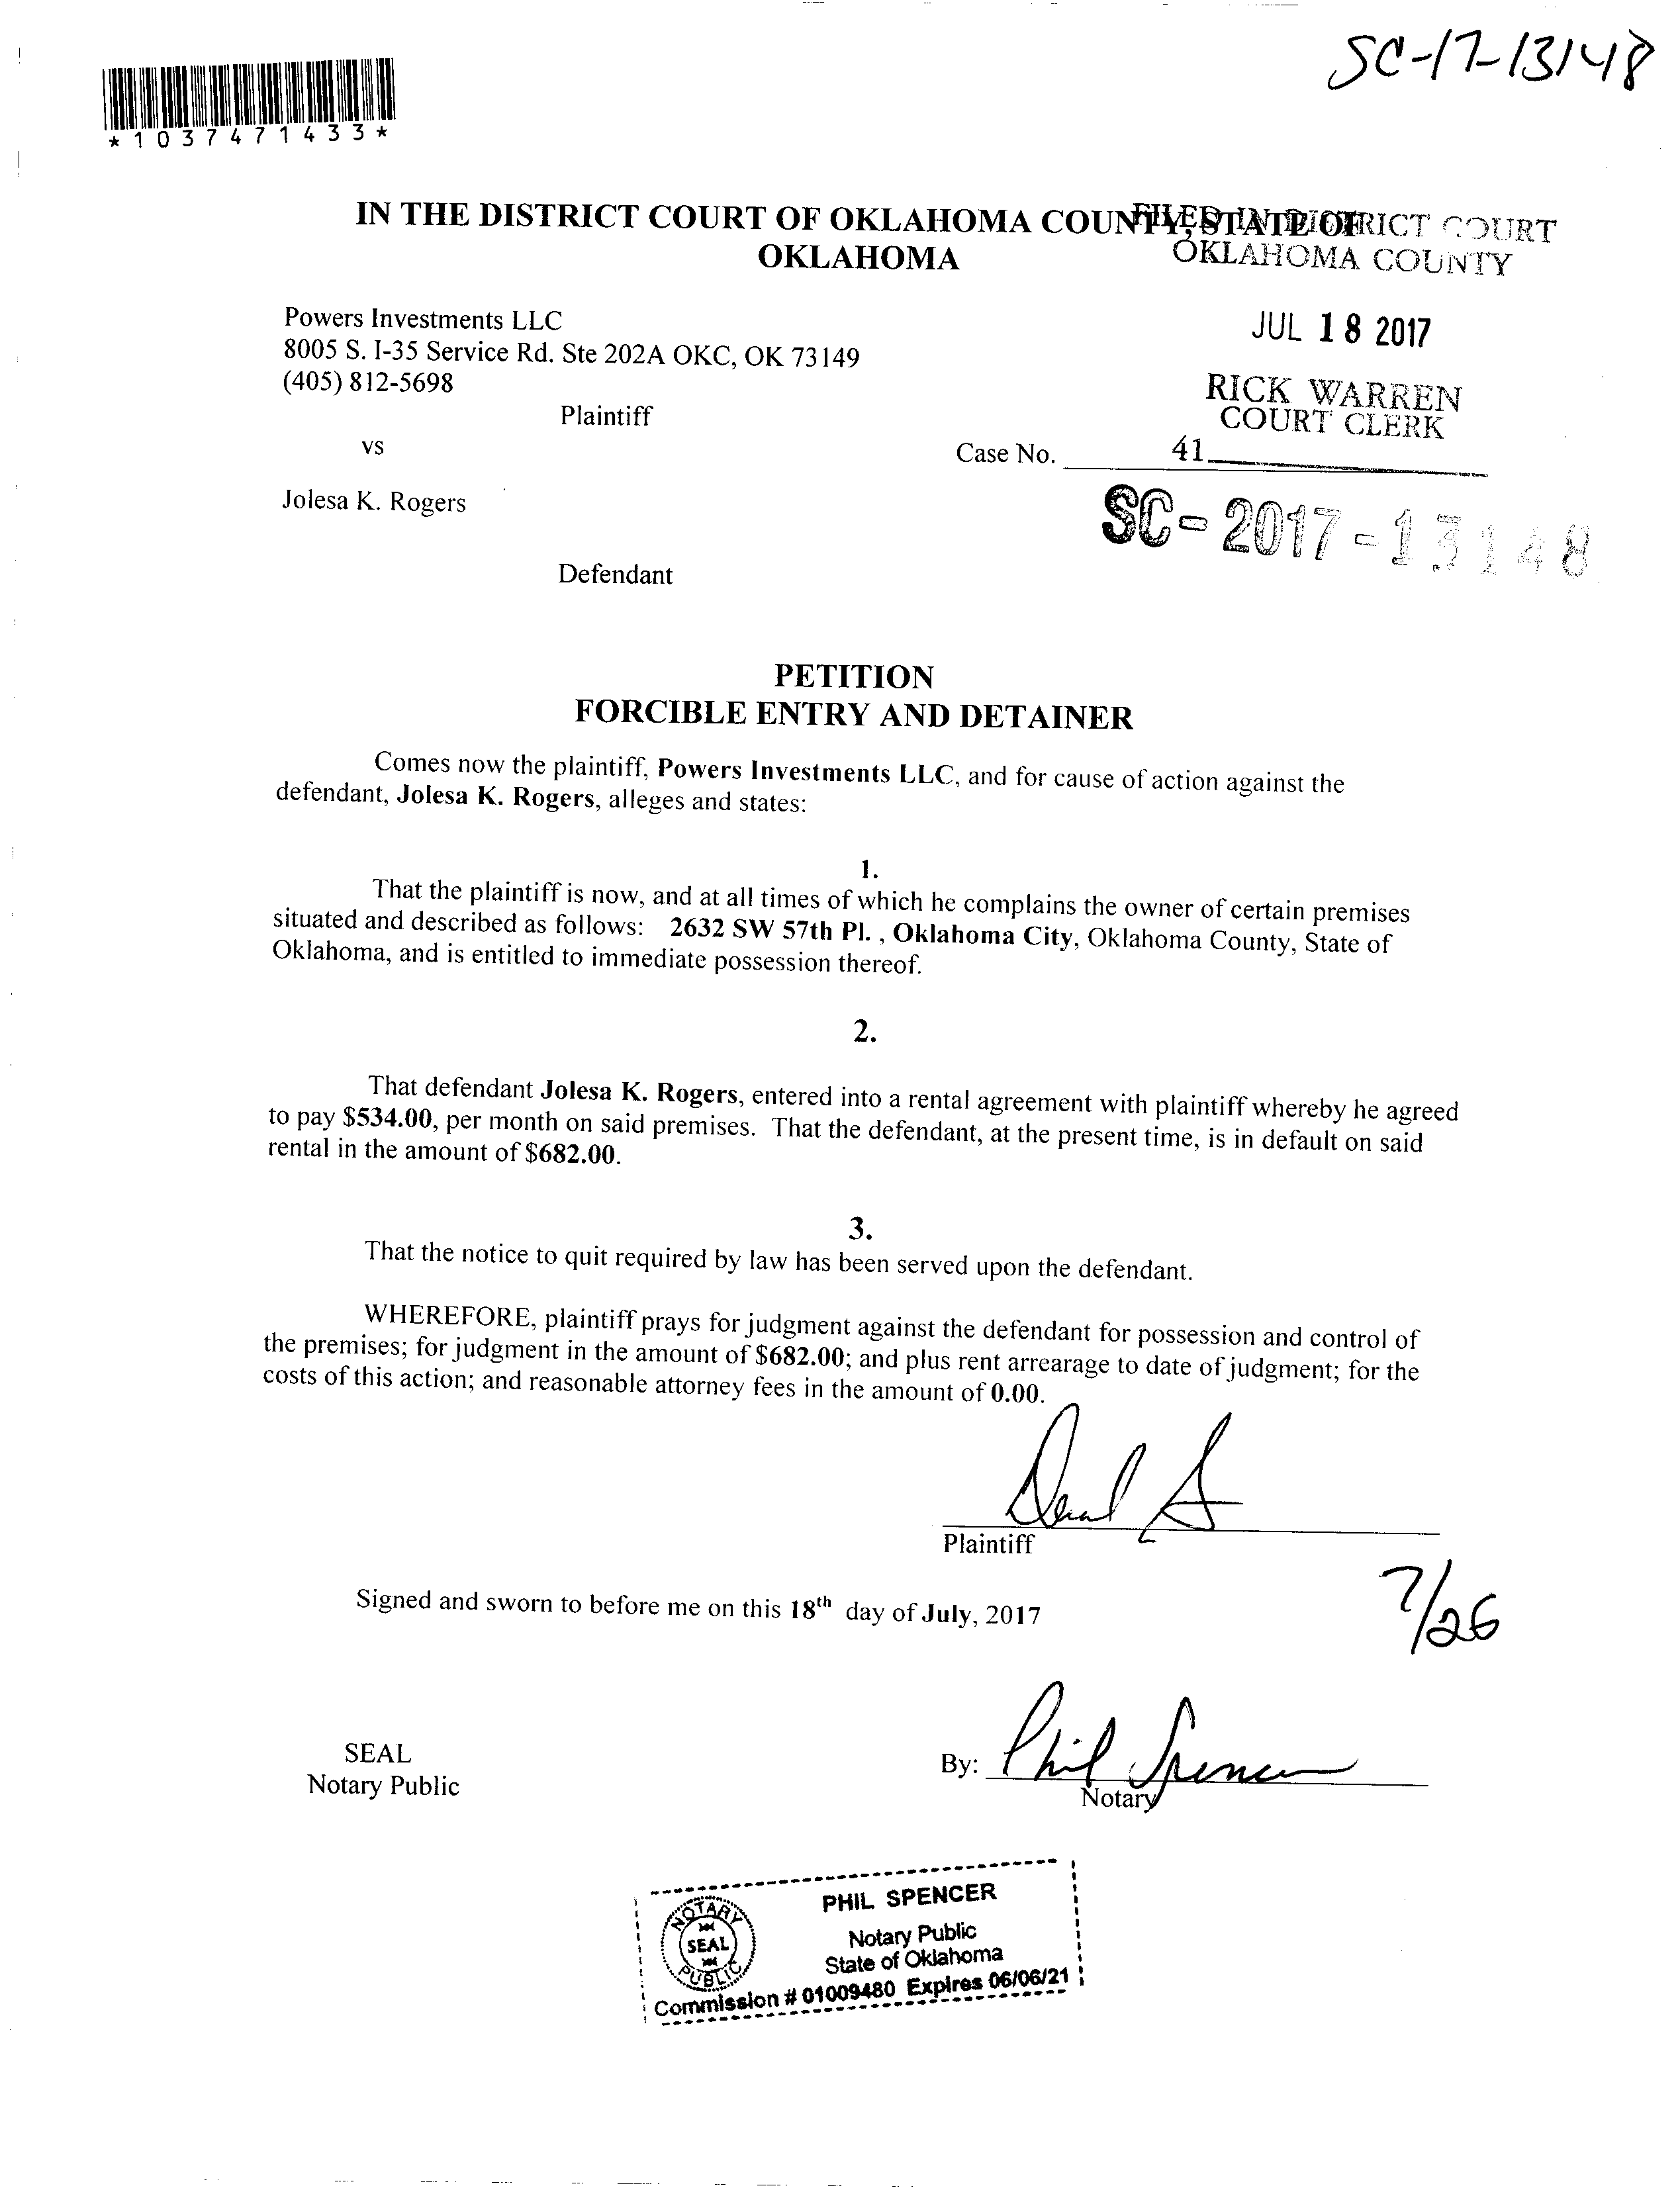 SC-17-13148
*1037471433*
IN THE DISTRICT COURT OF OKLAHOMA COUNTY, STATE OF
OKLAHOMA
FILED IN DISTRICT COURT
OKLAHOMA COUNTY
JUL 18 2017
RICK WARREN
COURT CLERK
41
Powers Investments LLC
8005 S. I-35 Service Rd. Ste 202A OKC, OK 73149
(405) 812-5698
Plaintiff
vs
Case No.
SC-2017-13148
Jolesa K. Rogers
Defendant
PETITION
FORCIBLE ENTRY AND DETAINER
Comes now the plaintiff, Powers Investments LLC, and for cause of action against the
defendant, Jolesa K. Rogers, alleges and states:
1.
That the plaintiff is now, and at all times of which he complains the owner of certain premises
situated and described as follows: 2632 SW 57th Pl. , Oklahoma City, Oklahoma County, State of
Oklahoma, and is entitled to immediate possession thereof.
2.
That defendant Jolesa K. Rogers, entered into a rental agreement with plaintiff whereby he agreed
to pay $534.00, per month on said premises. That the defendant, at the present time, is in default on said
rental in the amount of $682.00.
3.
That the notice to quit required by law has been served upon the defendant.
WHEREFORE, plaintiff prays for judgment against the defendant for possession and control of
the premises; for judgment in the amount of $682.00; and plus rent arrearage to date of judgment; for the
costs of this action; and reasonable attorney fees in the amount of 0.00.
Plaintiff
7/26
Signed and sworn to before me on this 18th day of July, 2017
SEAL
Notary Public
By: Phil Spencer
Notary
NOTARY
SEAL
PUBLIC
PHIL SPENCER
Notary Public
State of Oklahoma
Commission # 01009480 Expires 06/06/21